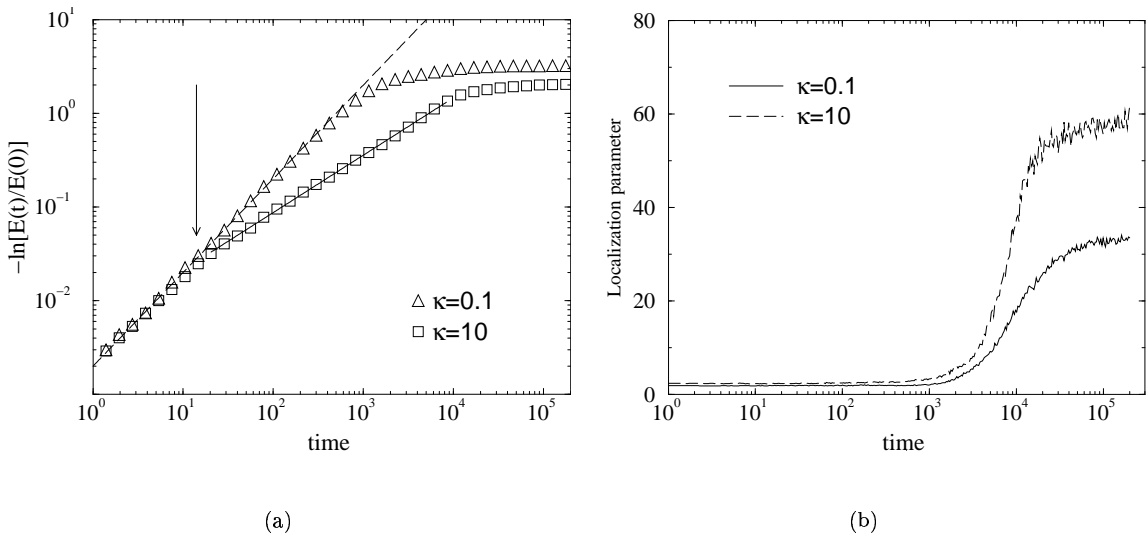 10^1
10^0
10^−1
10^−2
−ln[E(t)/E(0)]
κ=0.1
κ=10
10^0 10^1 10^2 10^3 10^4 10^5
time
(a)
80
60
40
20
0
Localization parameter
κ=0.1
κ=10
10^0 10^1 10^2 10^3 10^4 10^5
time
(b)